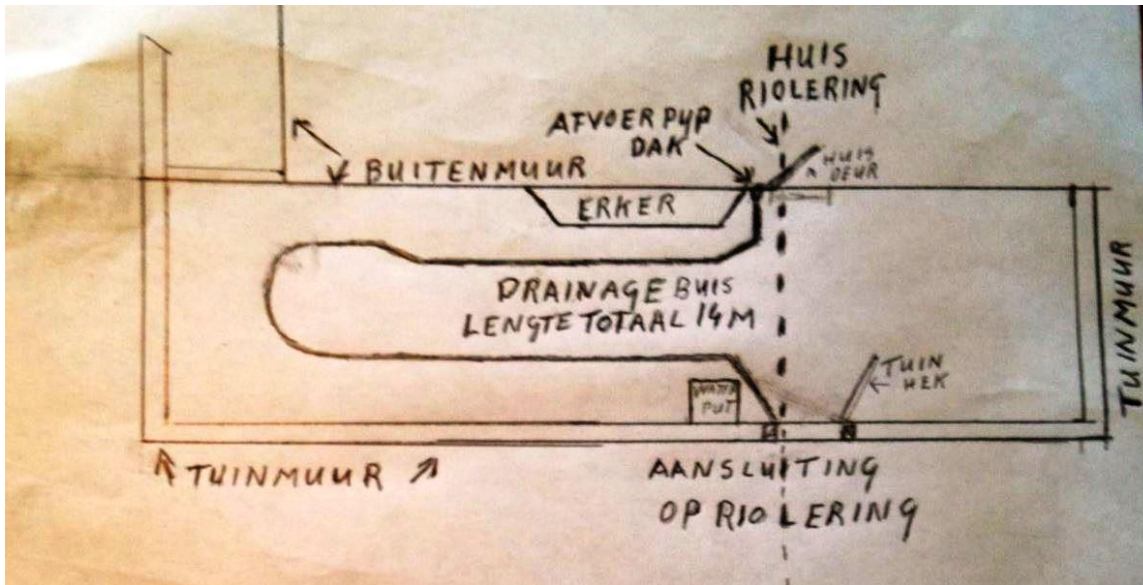 HUIS
RIOLERING
AFVOER PYP
DAK
HUIS
DEUR
BUITENMUUR
ERKER
DRAINAGE BUIS
LENGTE TOTAAL 14M
TUIN
HEK
WATER
PUT
TUINMUUR
TUINMUUR
AANSLUITING
OP RIOLERING